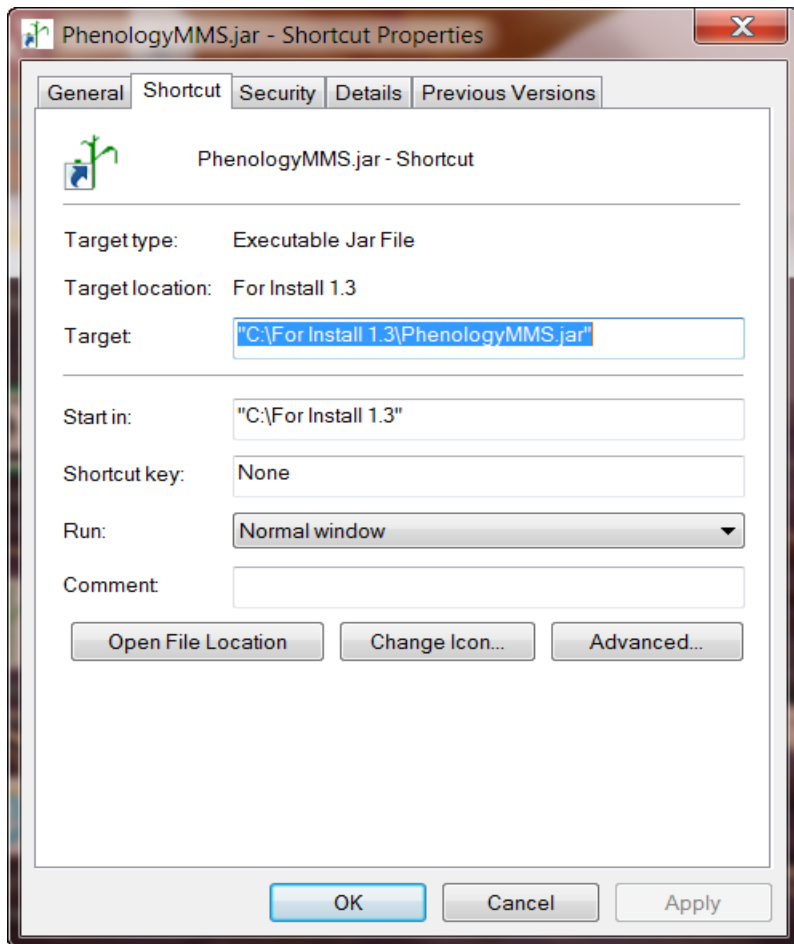 PhenologyMMS.jar - Shortcut Properties
General Shortcut Security Details Previous Versions
PhenologyMMS.jar - Shortcut
Target type: Executable Jar File
Target location: For Install 1.3
Target: "C:\For Install 1.3\PhenologyMMS.jar"
Start in: "C:\For Install 1.3"
Shortcut key: None
Run: Normal window
Comment:
Open File Location Change Icon... Advanced...
OK Cancel Apply